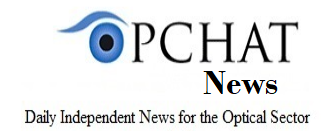 OPCHAT
News
Daily Independent News for the Optical Sector